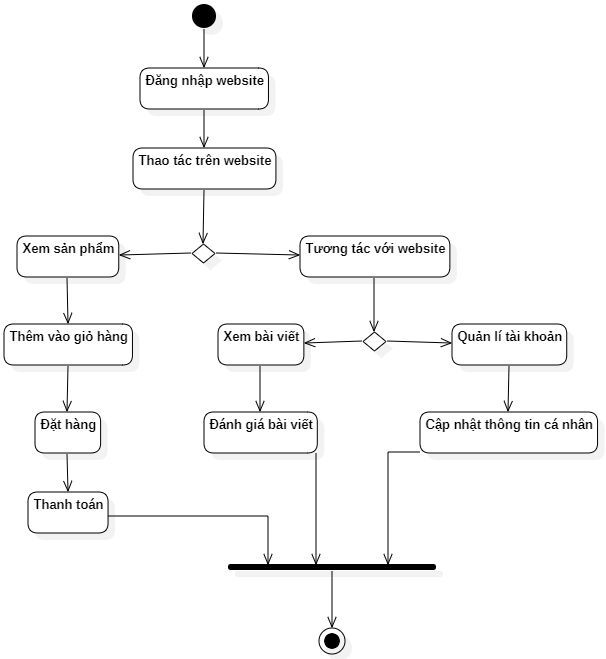 Đăng nhập website
Thao tác trên website
Xem sản phẩm
Tương tác với website
Thêm vào giỏ hàng
Xem bài viết
Quản lí tài khoản
Đặt hàng
Đánh giá bài viết
Cập nhật thông tin cá nhân
Thanh toán